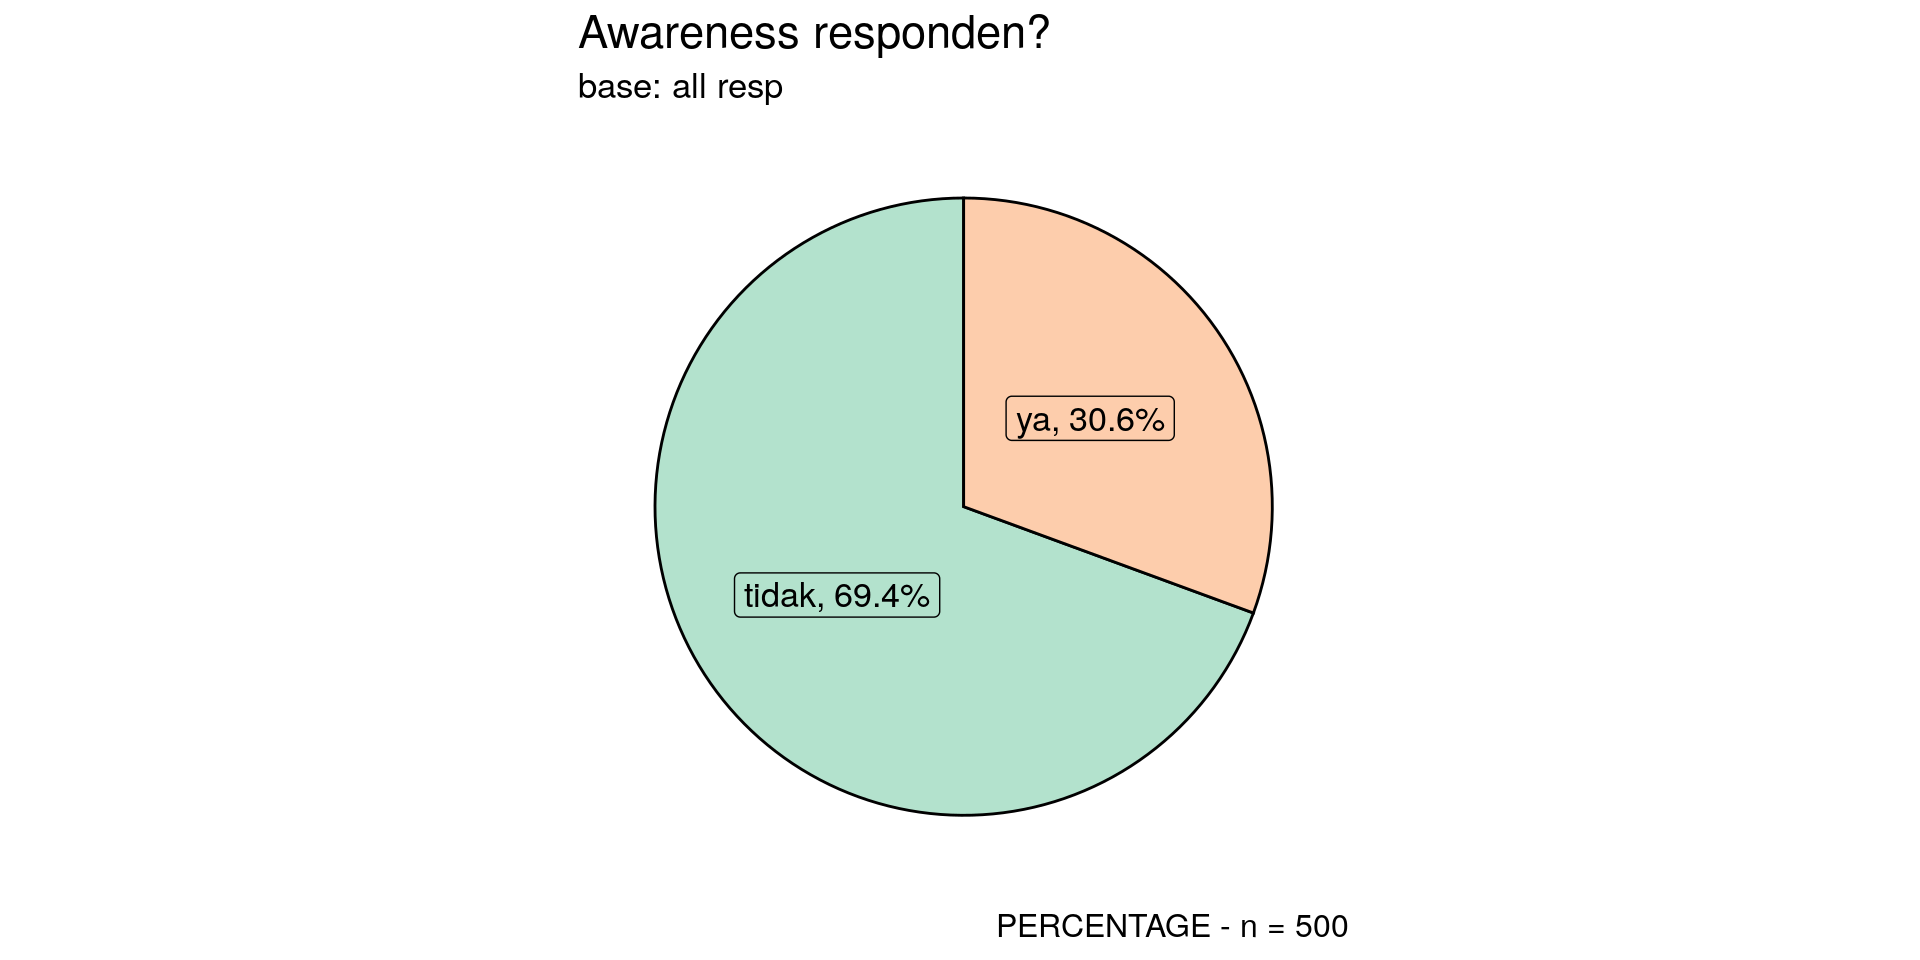 Awareness responden?
base: all resp
ya, 30.6%
tidak, 69.4%
PERCENTAGE - n = 500